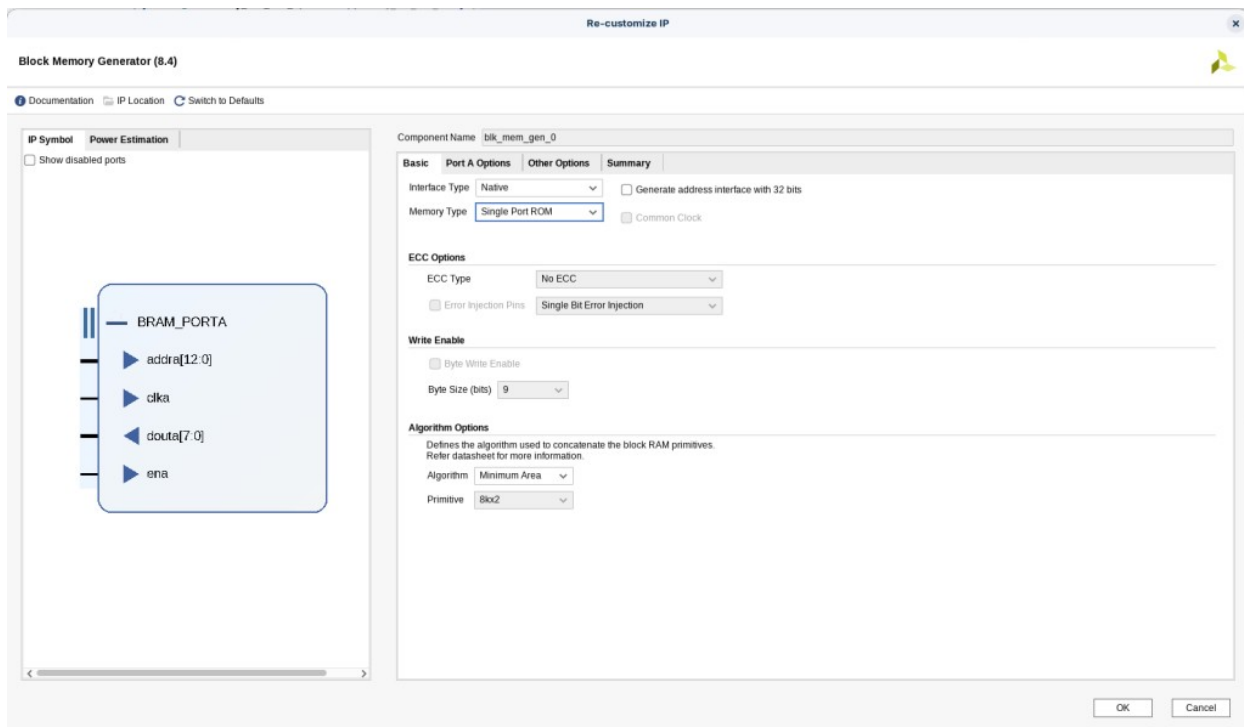 Re-customize IP
Block Memory Generator (8.4)
Documentation IP Location Switch to Defaults
IP Symbol Power Estimation
Show disabled ports
BRAM_PORTA
addra[12:0]
clka
douta[7:0]
ena
Component Name blk_mem_gen_0
Basic Port A Options Other Options Summary
Interface Type Native Generate address interface with 32 bits
Memory Type Single Port ROM Common Clock
ECC Options
ECC Type No ECC
Error Injection Pins Single Bit Error Injection
Write Enable
Byte Write Enable
Byte Size (bits) 9
Algorithm Options
Defines the algorithm used to concatenate the block RAM primitives.
Refer datasheet for more information.
Algorithm Minimum Area
Primitive 8kx2
OK Cancel